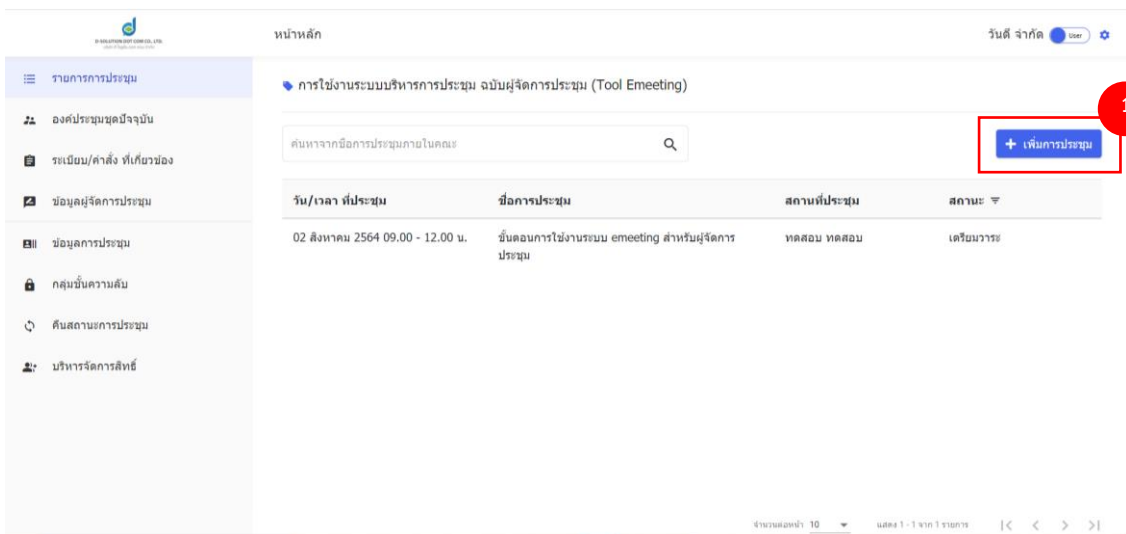 D SOLUTION DOT COM CO., LTD.
หน้าหลัก
วันดี จำกัด
User
รายการการประชุม
องค์ประชุมชุดปัจจุบัน
ระเบียบ/คำสั่ง ที่เกี่ยวข้อง
ข้อมูลผู้จัดการประชุม
ข้อมูลการประชุม
กลุ่มชั้นความลับ
คืนสถานะการประชุม
บริหารจัดการสิทธิ์
การใช้งานระบบบริหารการประชุม ฉบับผู้จัดการประชุม (Tool Emeeting)
1
ค้นหาจากชื่อการประชุมภายในคณะ
+ เพิ่มการประชุม
วัน/เวลา ที่ประชุม ชื่อการประชุม สถานที่ประชุม สถานะ
02 สิงหาคม 2564 09.00 - 12.00 น. ขั้นตอนการใช้งานระบบ emeeting สำหรับผู้จัดการ ทดสอบ ทดสอบ เตรียมวาระ
ประชุม
จำนวนต่อหน้า 10 แสดง 1 - 1 จาก 1 รายการ